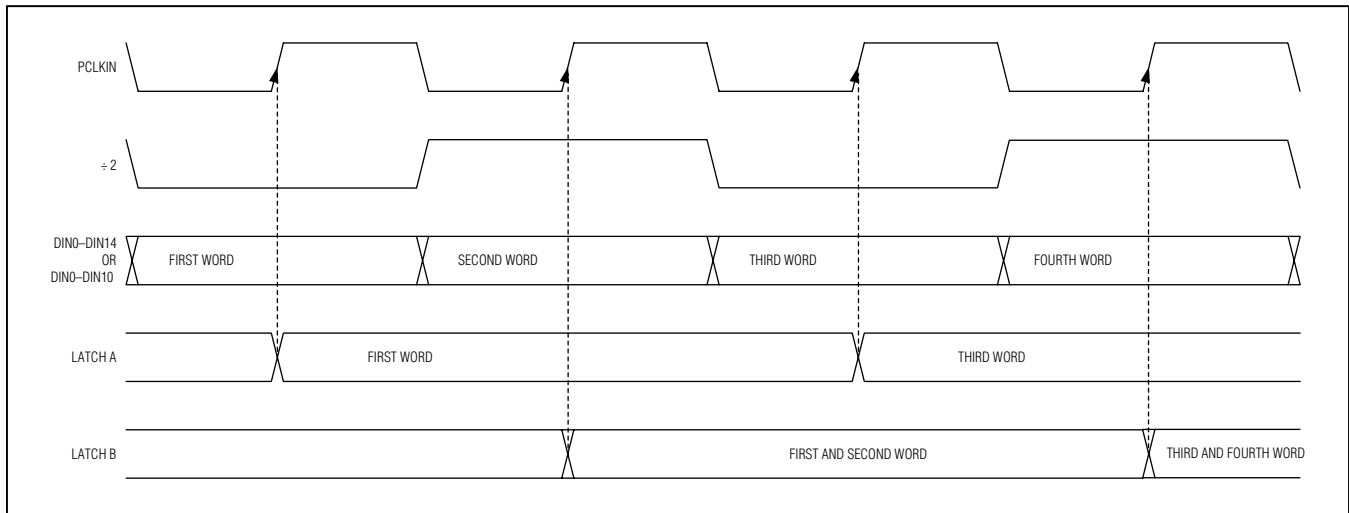 PCLKIN
÷ 2
DIN0–DIN14
OR
DIN0–DIN10
FIRST WORD
SECOND WORD
THIRD WORD
FOURTH WORD
LATCH A
FIRST WORD
THIRD WORD
LATCH B
FIRST AND SECOND WORD
THIRD AND FOURTH WORD